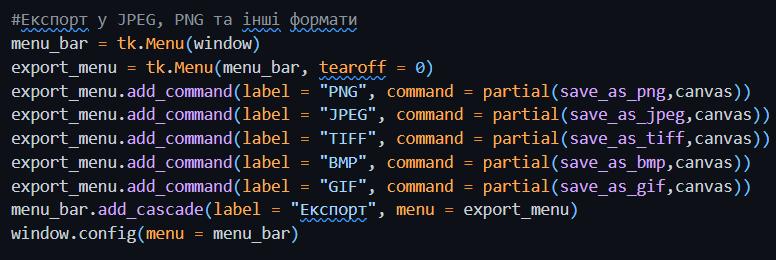 #Експорт у JPEG, PNG та інші формати
menu_bar = tk.Menu(window)
export_menu = tk.Menu(menu_bar, tearoff = 0)
export_menu.add_command(label = "PNG", command = partial(save_as_png,canvas))
export_menu.add_command(label = "JPEG", command = partial(save_as_jpeg,canvas))
export_menu.add_command(label = "TIFF", command = partial(save_as_tiff,canvas))
export_menu.add_command(label = "BMP", command = partial(save_as_bmp,canvas))
export_menu.add_command(label = "GIF", command = partial(save_as_gif,canvas))
menu_bar.add_cascade(label = "Експорт", menu = export_menu)
window.config(menu = menu_bar)